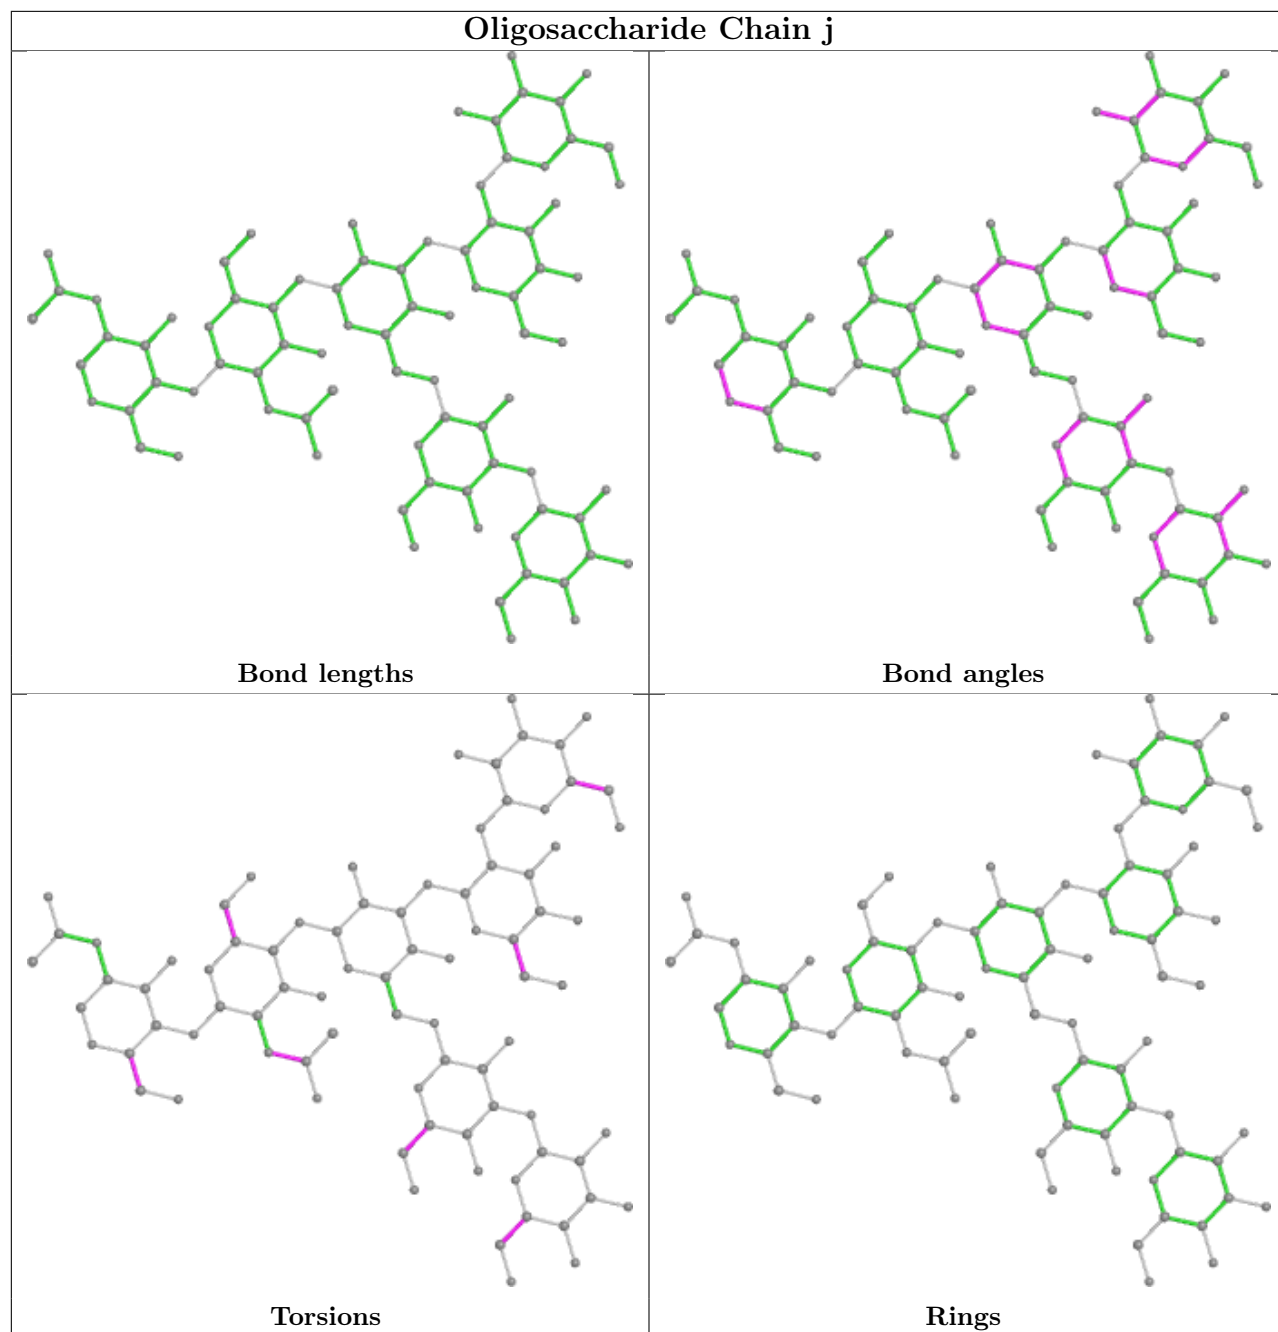 Oligosaccharide Chain j
Bond lengths
Bond angles
Torsions
Rings